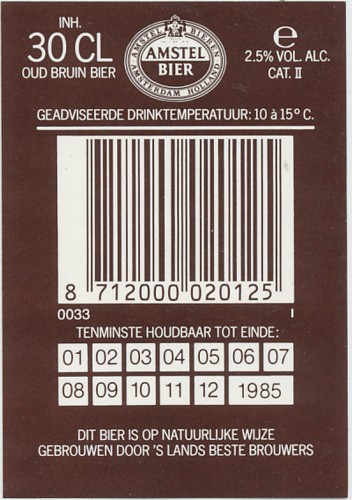 INH.
30 CL
OUD BRUIN BIER
AMSTEL BIEREN
AMSTEL
BIER
AMSTERDAM HOLLAND
e
2.5% VOL. ALC.
CAT. II
GEADVISEERDE DRINKTEMPERATUUR: 10 à 15° C.
8 712000 020125
0033 I
TENMINSTE HOUDBAAR TOT EINDE:
01 02 03 04 05 06 07
08 09 10 11 12 1985
DIT BIER IS OP NATUURLIJKE WIJZE
GEBROUWEN DOOR 'S LANDS BESTE BROUWERS